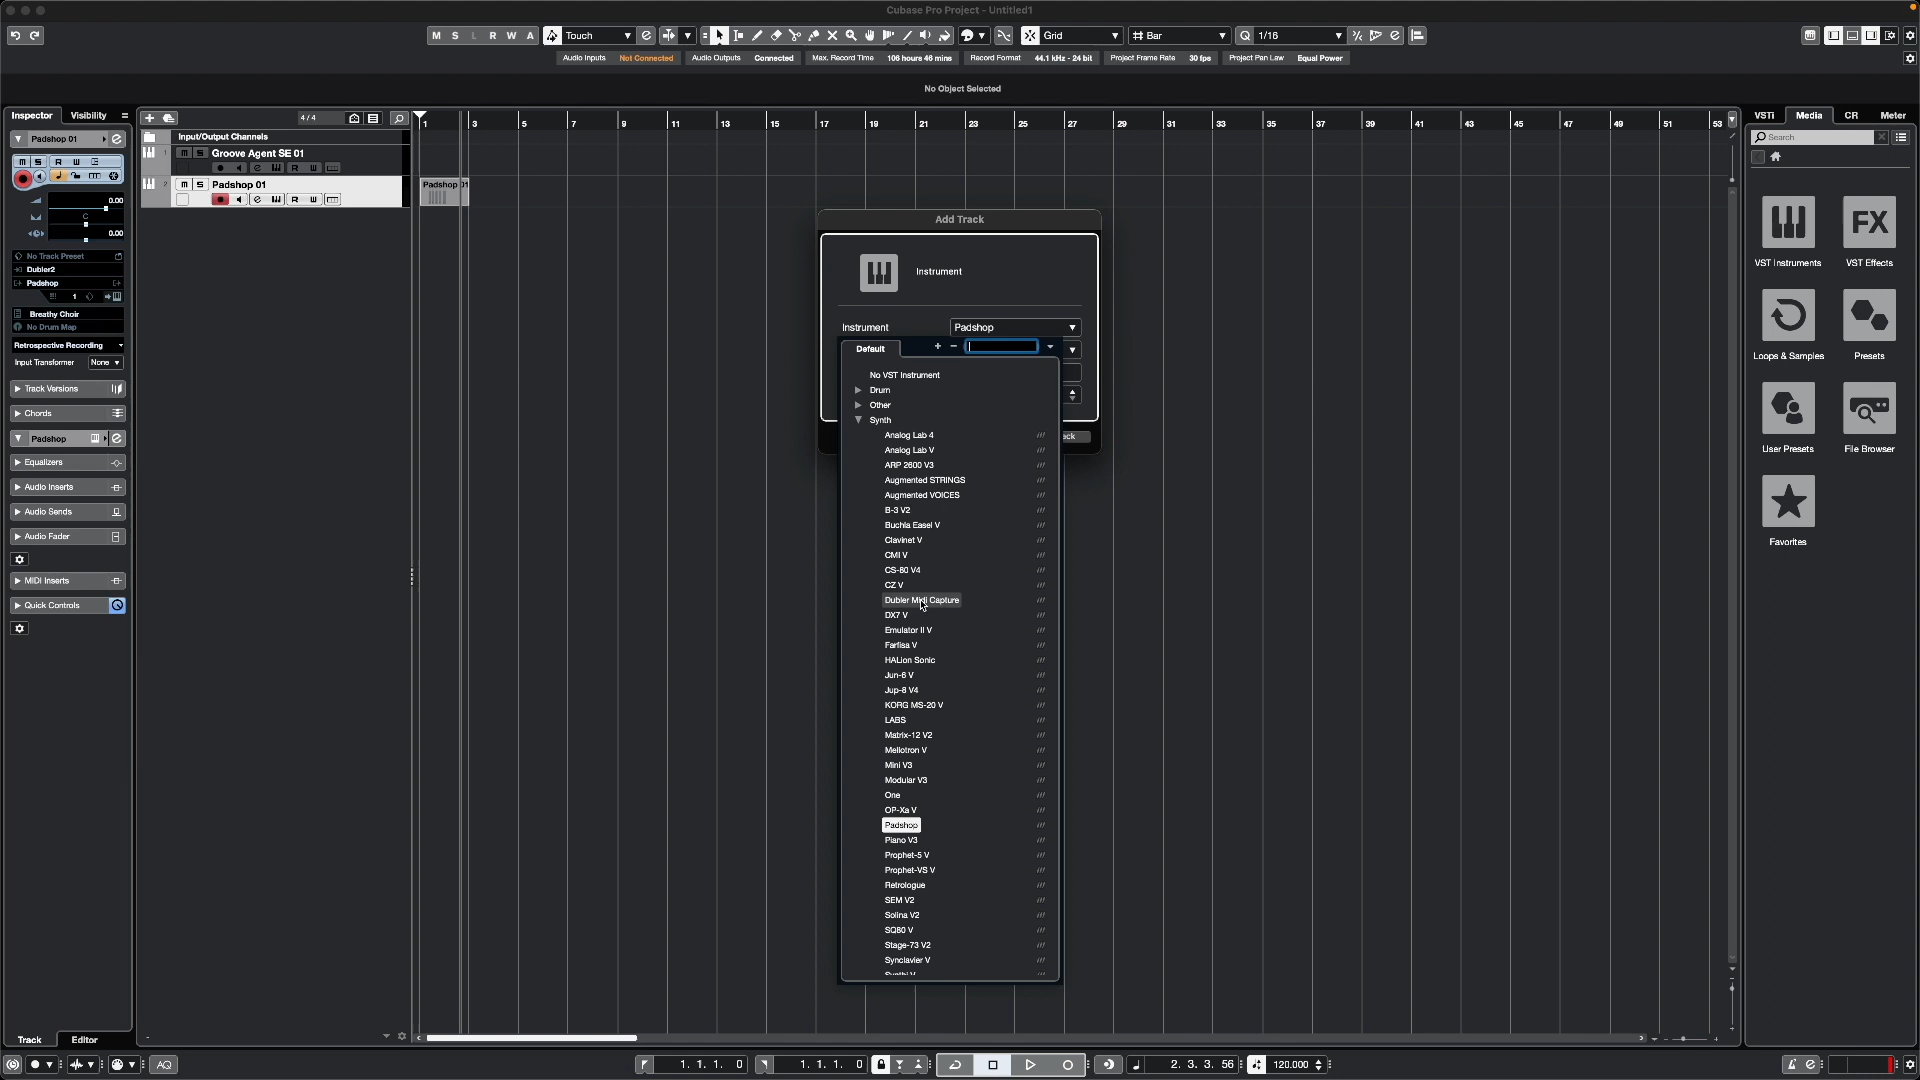 Cubase Pro Project - Untitled1
M S L R W A Touch Grid Bar Q 1/16
Audio Inputs Not Connected Audio Outputs Connected Max. Record Time 106 hours 46 mins Record Format 44.1 kHz - 24 bit Project Frame Rate 30 fps Project Pan Law Equal Power
No Object Selected
Inspector Visibility
4/4
1 3 5 7 9 11 13 15 17 19 21 23 25 27 29 31 33 35 37 39 41 43 45 47 49 51 53
VSTi Media CR Meter
Search
Padshop 01
M S R W
0.00
C
0.00
No Track Preset
Dubler2
Padshop
1
Breathy Choir
No Drum Map
Retrospective Recording
Input Transformer None
Track Versions
Chords
Padshop
Equalizers
Audio Inserts
Audio Sends
Audio Fader
MIDI Inserts
Quick Controls
Track Editor
Input/Output Channels
1 M S Groove Agent SE 01
R W
2 M S Padshop 01
R W
Padshop 01
Add Track
Instrument
Instrument Padshop
Default
No VST Instrument
Drum
Other
Synth
Analog Lab 4
Analog Lab V
ARP 2600 V3
Augmented STRINGS
Augmented VOICES
B-3 V2
Buchla Easel V
Clavinet V
CMI V
CS-80 V4
CZ V
Dubler Midi Capture
DX7 V
Emulator II V
Farfisa V
HALion Sonic
Jun-6 V
Jup-8 V4
KORG MS-20 V
LABS
Matrix-12 V2
Mellotron V
Mini V3
Modular V3
One
OP-Xa V
Padshop
Piano V3
Prophet-5 V
Prophet-VS V
Retrologue
SEM V2
Solina V2
SQ80 V
Stage-73 V2
Synclavier V
Synthi V
VST Instruments VST Effects
Loops & Samples Presets
User Presets File Browser
Favorites
AQ
1. 1. 1. 0 1. 1. 1. 0 2. 3. 3. 56 120.000